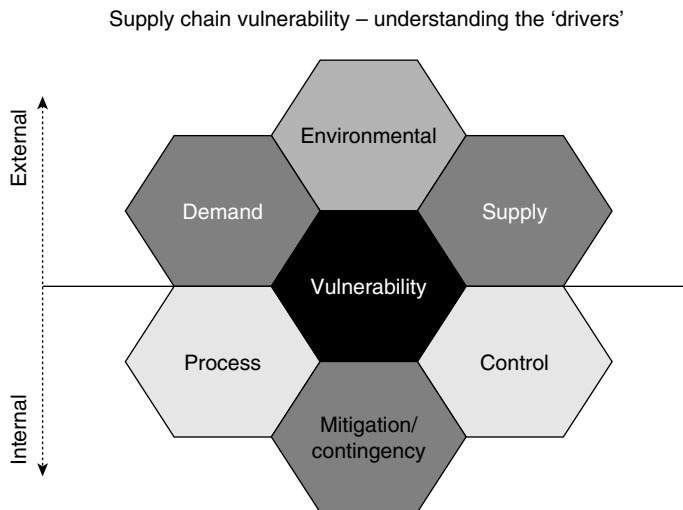 Supply chain vulnerability – understanding the ‘drivers’
External
Environmental
Demand
Supply
Vulnerability
Process
Control
Internal
Mitigation/
contingency